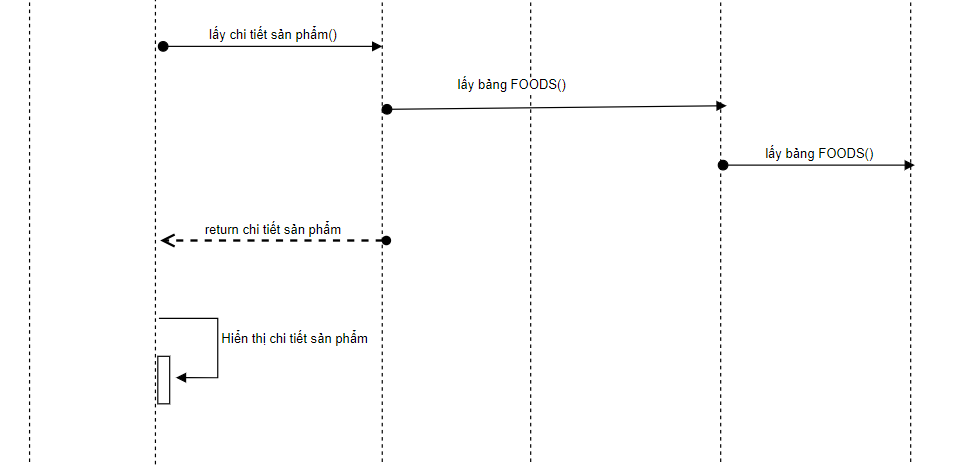 lấy chi tiết sản phẩm()
lấy bảng FOODS()
lấy bảng FOODS()
return chi tiết sản phẩm
Hiển thị chi tiết sản phẩm